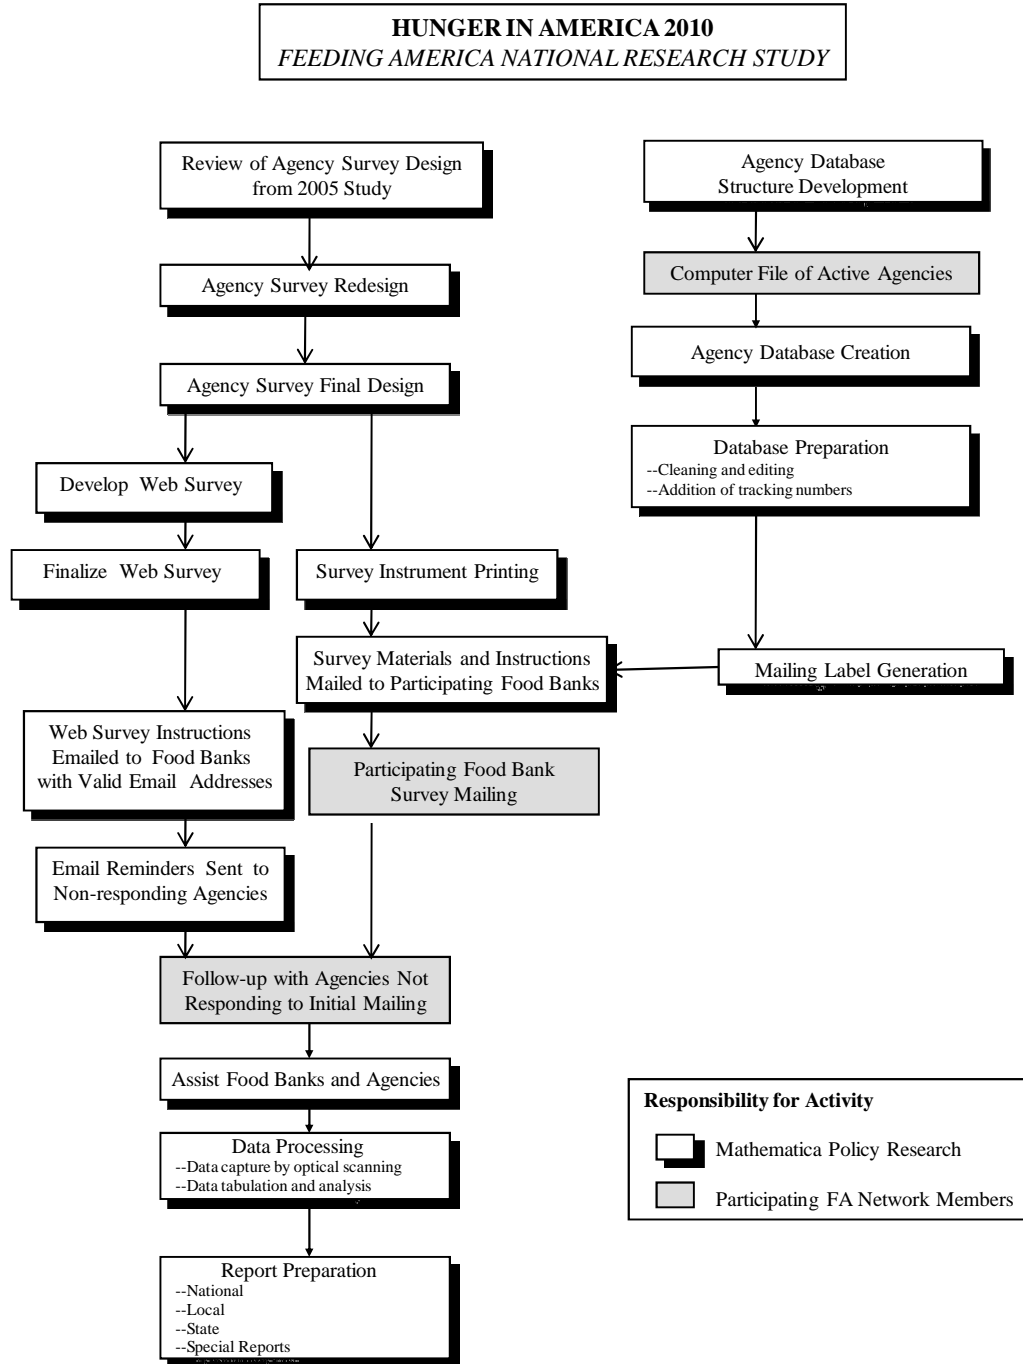 HUNGER IN AMERICA 2010
FEEDING AMERICA NATIONAL RESEARCH STUDY
Review of Agency Survey Design
from 2005 Study
Agency Survey Redesign
Agency Survey Final Design
Develop Web Survey
Finalize Web Survey
Web Survey Instructions
Emailed to Food Banks
with Valid Email Addresses
Email Reminders Sent to
Non-responding Agencies
Survey Instrument Printing
Survey Materials and Instructions
Mailed to Participating Food Banks
Participating Food Bank
Survey Mailing
Agency Database
Structure Development
Computer File of Active Agencies
Agency Database Creation
Database Preparation
--Cleaning and editing
--Addition of tracking numbers
Mailing Label Generation
Follow-up with Agencies Not
Responding to Initial Mailing
Assist Food Banks and Agencies
Data Processing
--Data capture by optical scanning
--Data tabulation and analysis
Report Preparation
--National
--Local
--State
--Special Reports
Responsibility for Activity
Mathematica Policy Research
Participating FA Network Members